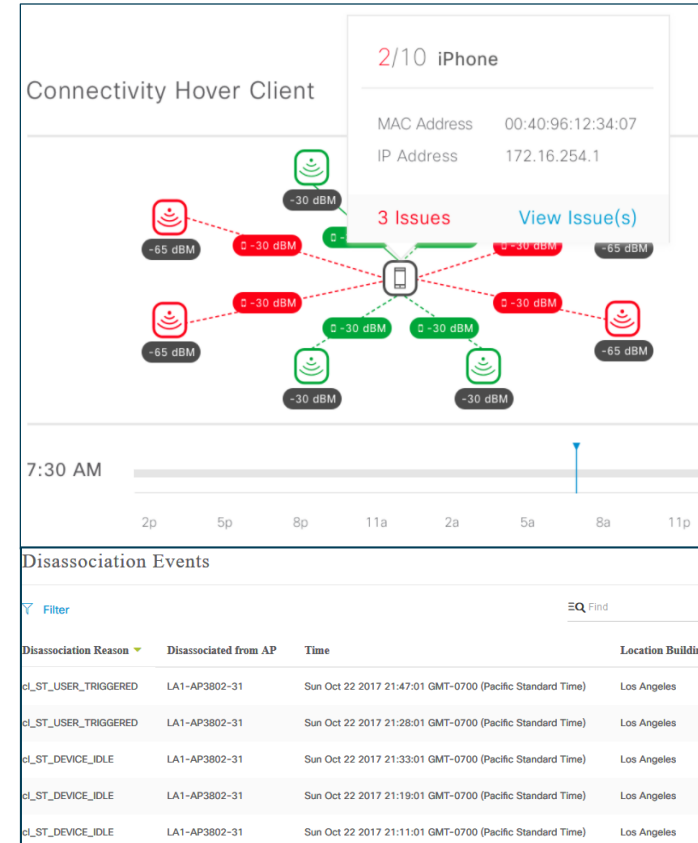 2/10 iPhone
Connectivity Hover Client
MAC Address 00:40:96:12:34:07
IP Address 172.16.254.1
3 Issues View Issue(s)
-30 dBM
-65 dBM
-30 dBM
-30 dBM
-65 dBM
-30 dBM
-30 dBM
-30 dBM
-30 dBM
-65 dBM
-65 dBM
-30 dBM
-30 dBM
7:30 AM
2p 5p 8p 11a 2a 5a 8a 11p
Disassociation Events
Filter
Find
Disassociation Reason Disassociated from AP Time Location Buildin
cl_ST_USER_TRIGGERED LA1-AP3802-31 Sun Oct 22 2017 21:47:01 GMT-0700 (Pacific Standard Time) Los Angeles
cl_ST_USER_TRIGGERED LA1-AP3802-31 Sun Oct 22 2017 21:28:01 GMT-0700 (Pacific Standard Time) Los Angeles
cl_ST_DEVICE_IDLE LA1-AP3802-31 Sun Oct 22 2017 21:33:01 GMT-0700 (Pacific Standard Time) Los Angeles
cl_ST_DEVICE_IDLE LA1-AP3802-31 Sun Oct 22 2017 21:19:01 GMT-0700 (Pacific Standard Time) Los Angeles
cl_ST_DEVICE_IDLE LA1-AP3802-31 Sun Oct 22 2017 21:11:01 GMT-0700 (Pacific Standard Time) Los Angeles